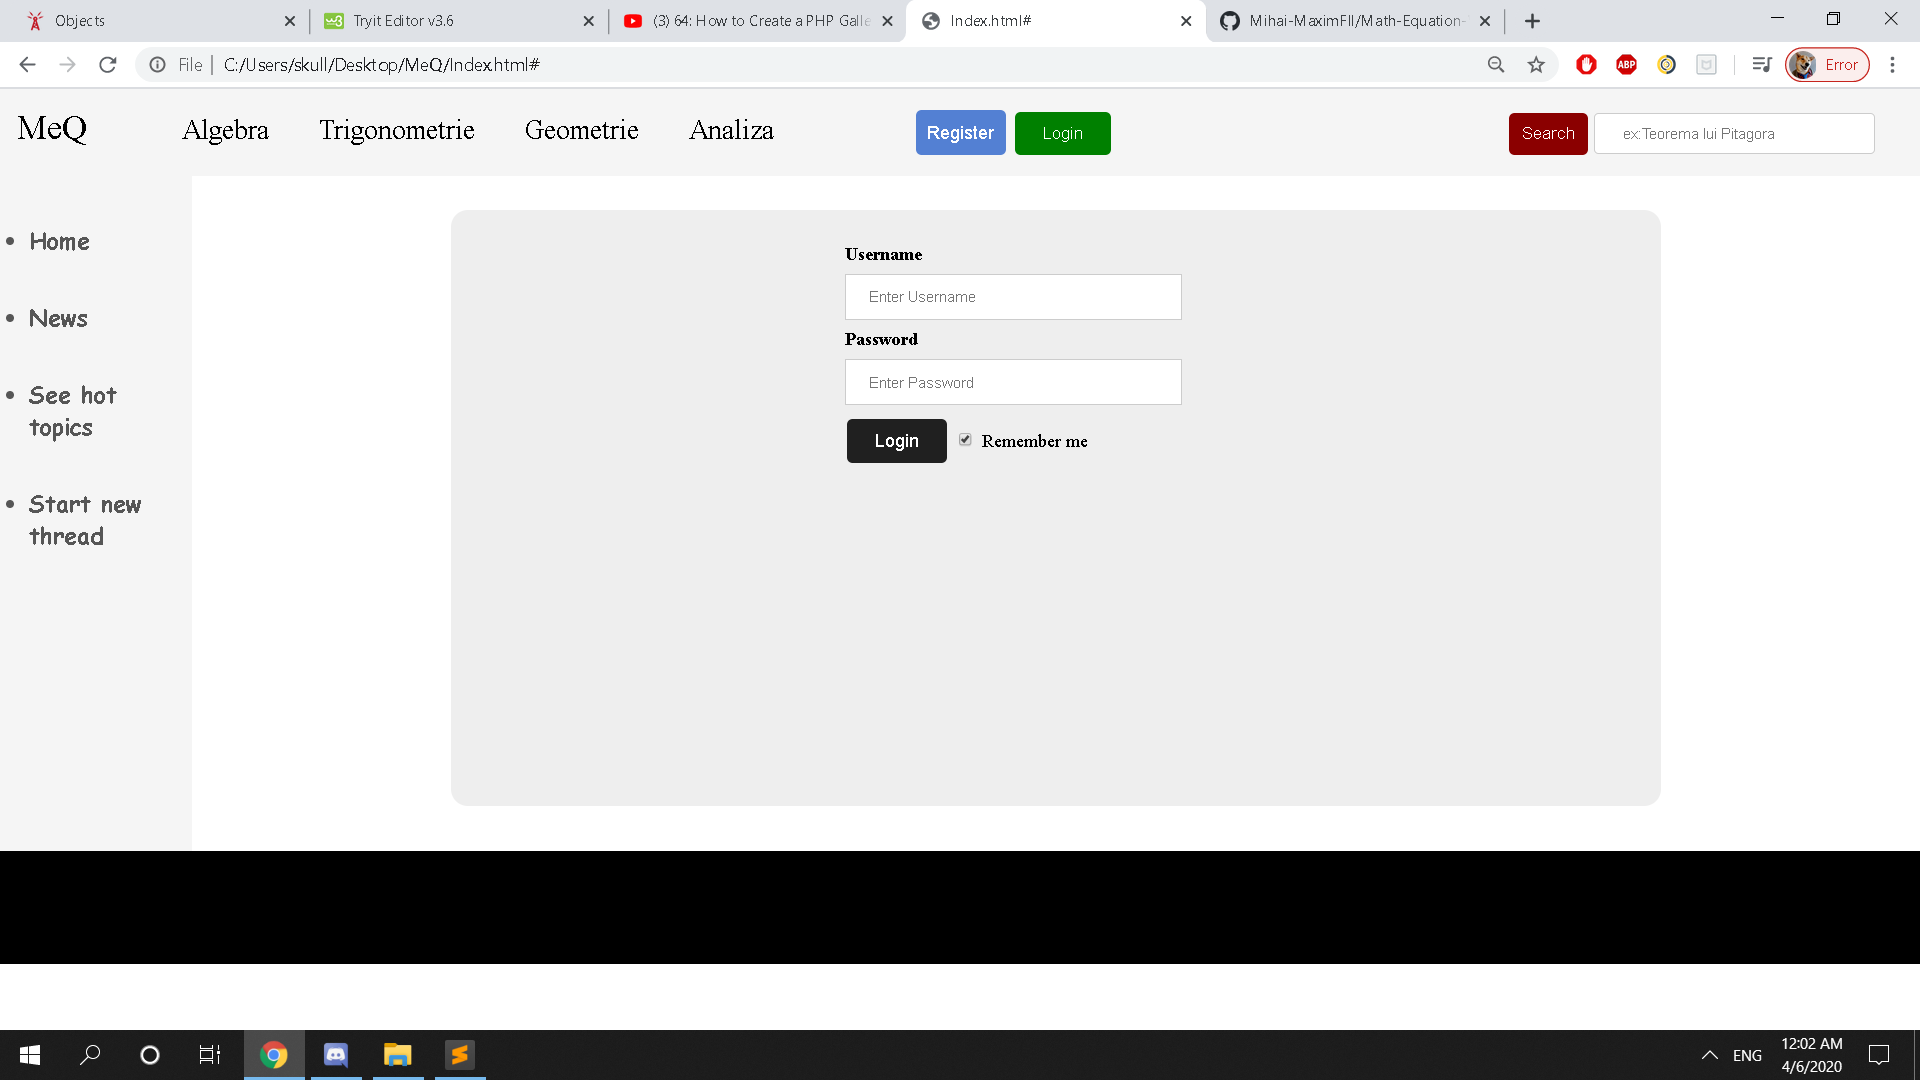 Objects
Tryit Editor v3.6
(3) 64: How to Create a PHP Galle
Index.html#
Mihai-MaximFII/Math-Equation-
File
C:/Users/skull/Desktop/MeQ/Index.html#
ABP
Error
MeQ
Algebra
Trigonometrie
Geometrie
Analiza
Register
Login
Search
ex:Teorema lui Pitagora
• Home
• News
• See hot
topics
• Start new
thread
Username
Enter Username
Password
Enter Password
Login
Remember me
ENG
12:02 AM
4/6/2020